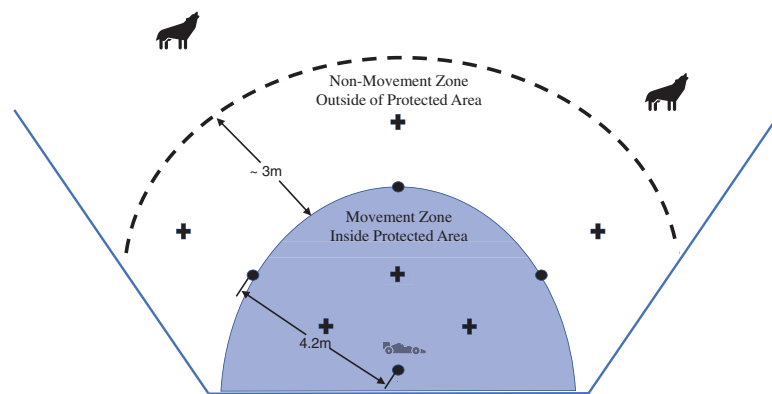 Non-Movement Zone
Outside of Protected Area
~ 3m
Movement Zone
Inside Protected Area
4.2m